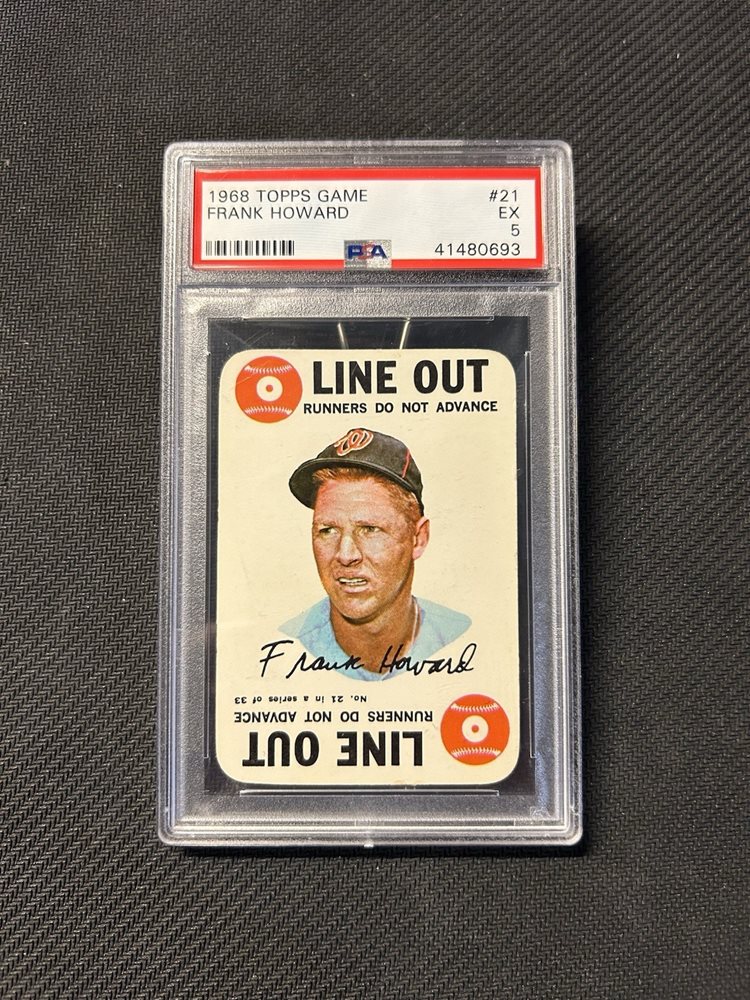 1968 TOPPS GAME #21
FRANK HOWARD EX
5
PSA 41480693
LINE OUT
RUNNERS DO NOT ADVANCE
W
Frank Howard
No. 21 in a series of 33
RUNNERS DO NOT ADVANCE
LINE OUT